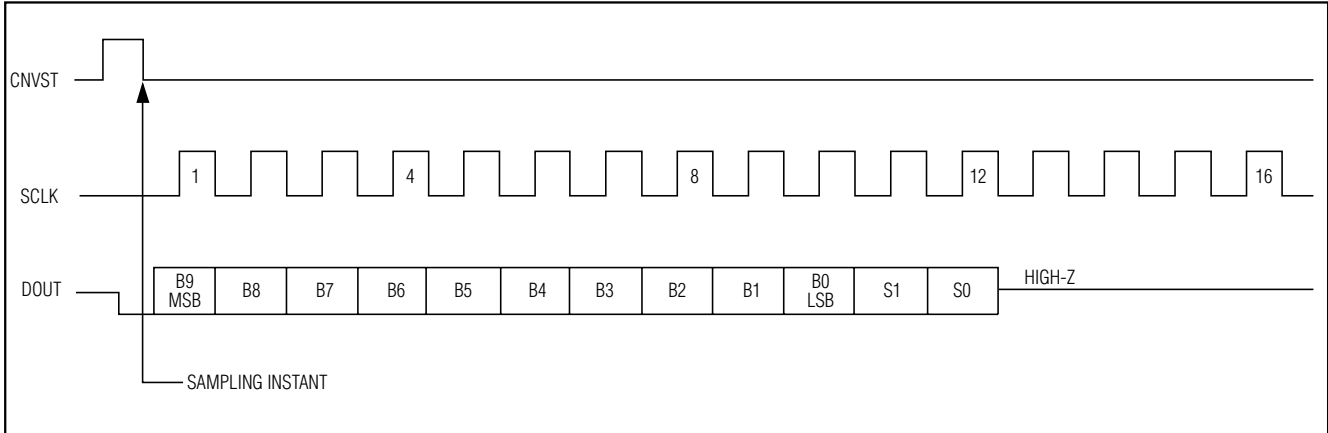 CNVST
1 4 8 12 16
SCLK
B9 B8 B7 B6 B5 B4 B3 B2 B1 B0 S1 S0 HIGH-Z
MSB LSB
DOUT
SAMPLING INSTANT